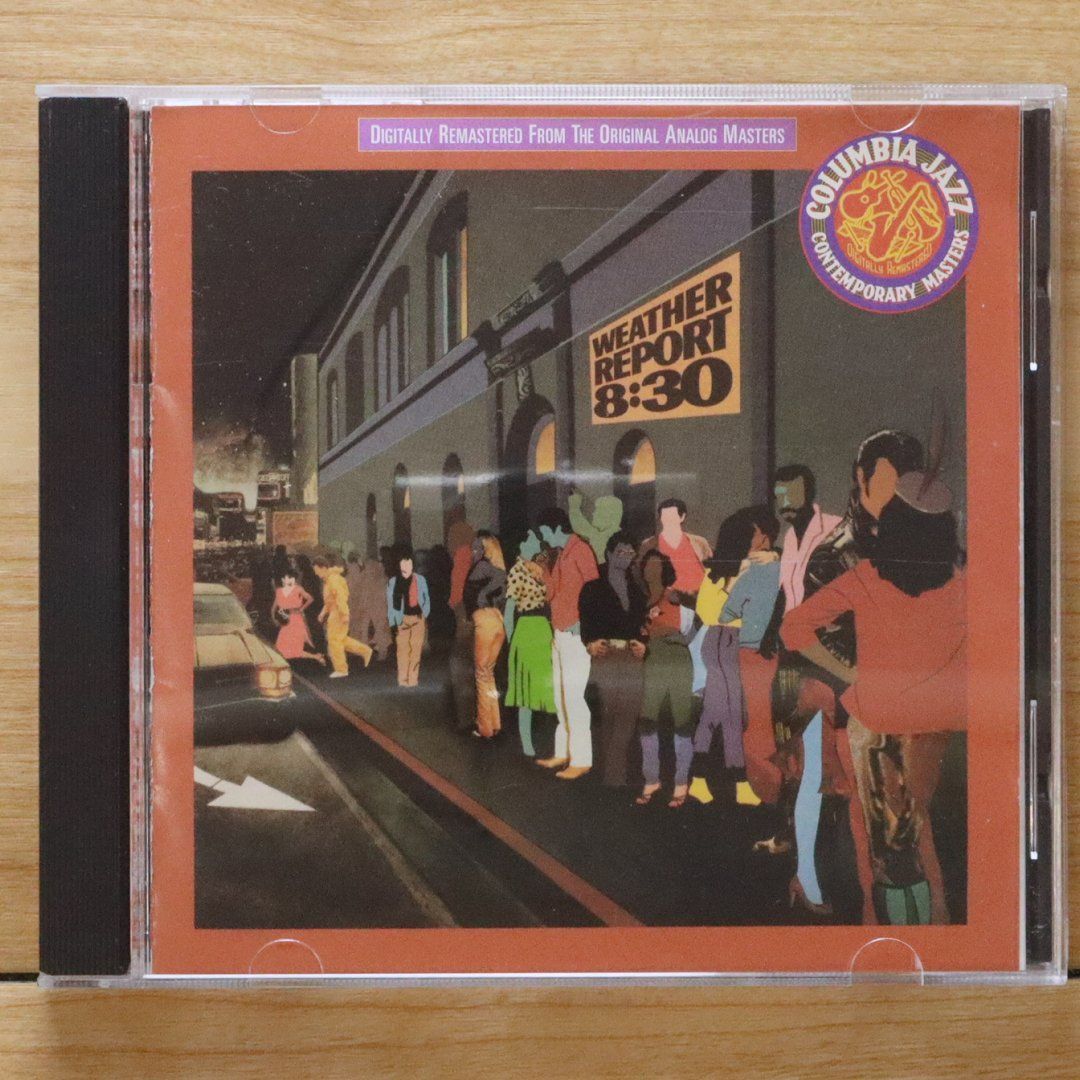 DIGITALLY REMASTERED FROM THE ORIGINAL ANALOG MASTERS
COLUMBIA JAZZ
DIGITALLY REMASTERED
CONTEMPORARY MASTERS
WEATHER
REPORT
8:30